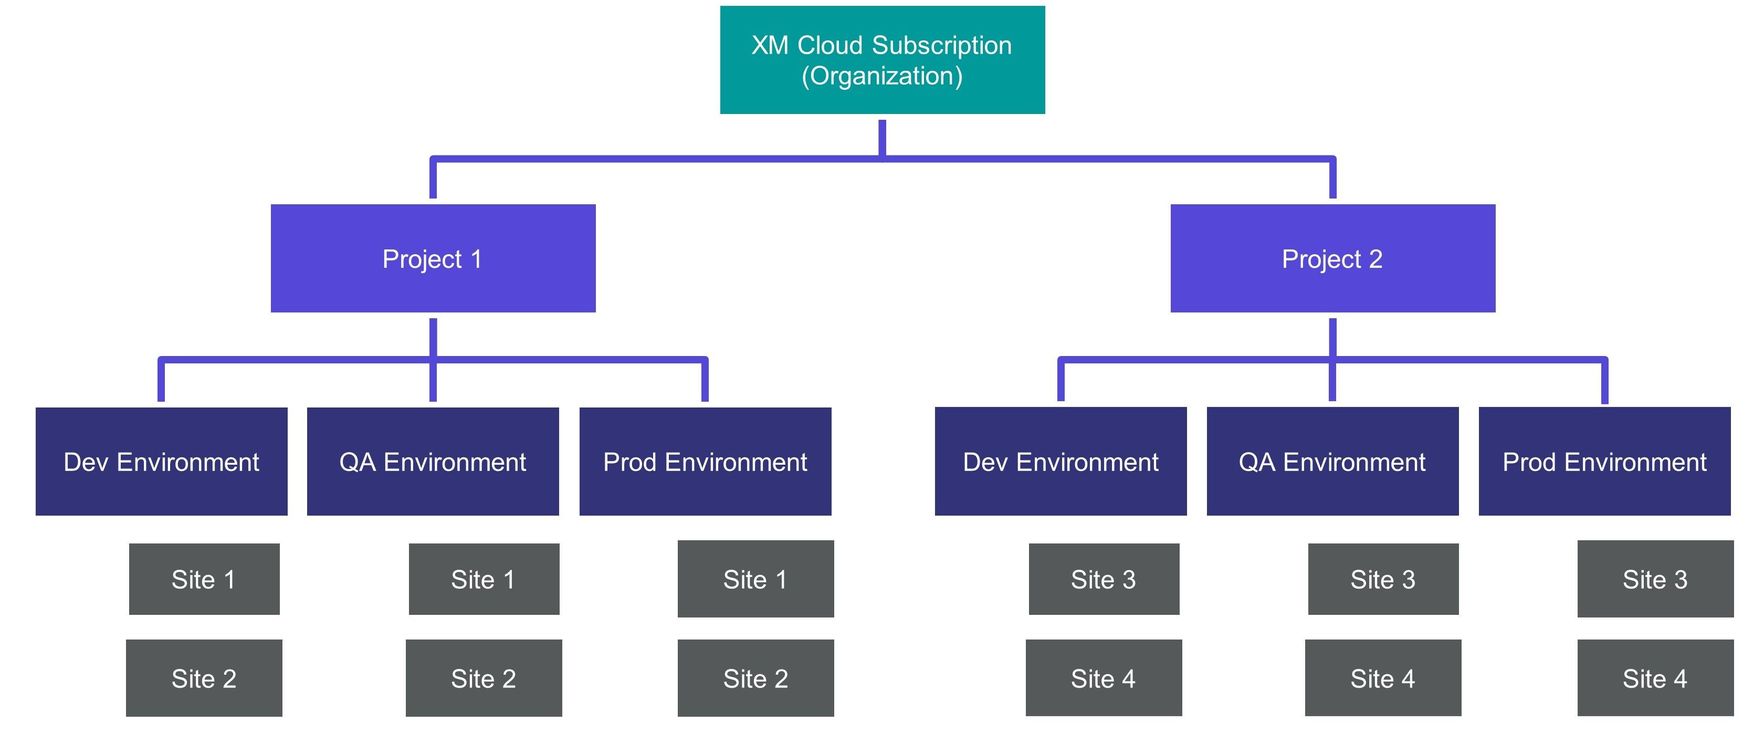 XM Cloud Subscription
(Organization)
Project 1
Project 2
Dev Environment
QA Environment
Prod Environment
Dev Environment
QA Environment
Prod Environment
Site 1
Site 1
Site 1
Site 3
Site 3
Site 3
Site 2
Site 2
Site 2
Site 4
Site 4
Site 4